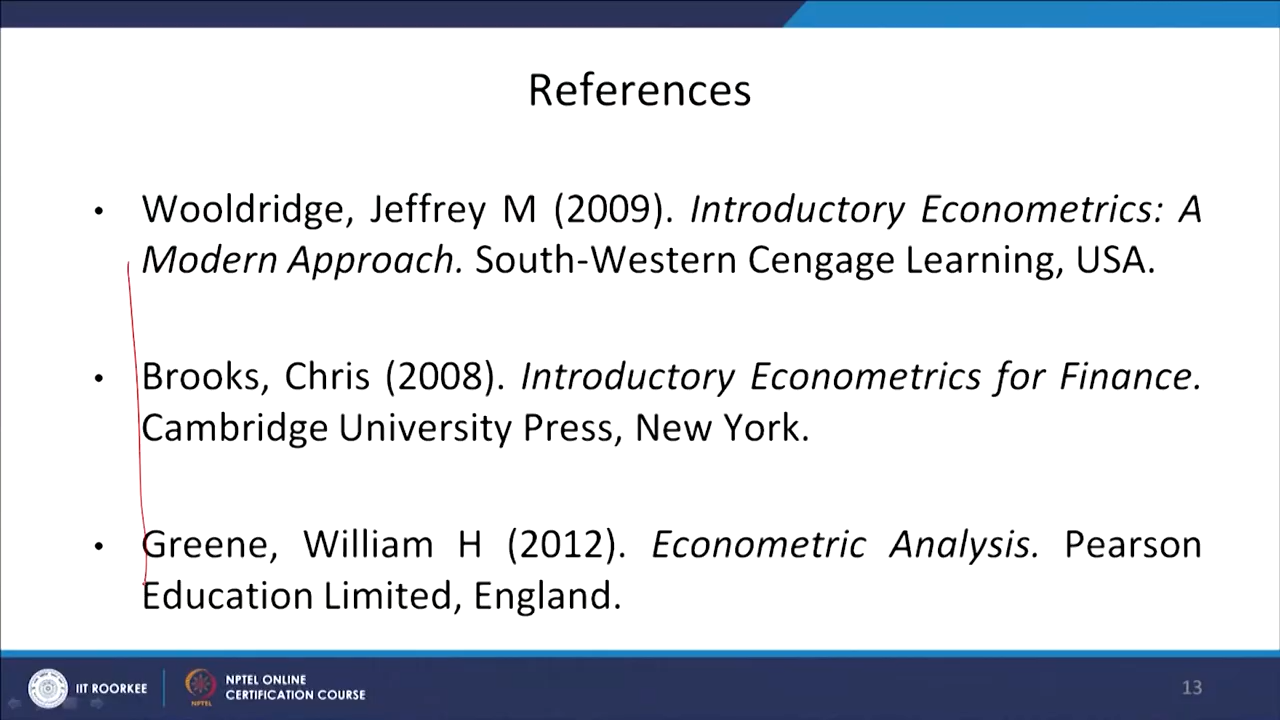 References
• Wooldridge, Jeffrey M (2009). Introductory Econometrics: A
Modern Approach. South-Western Cengage Learning, USA.
• Brooks, Chris (2008). Introductory Econometrics for Finance.
Cambridge University Press, New York.
• Greene, William H (2012). Econometric Analysis. Pearson
Education Limited, England.
IIT ROORKEE
NPTEL
NPTEL ONLINE
CERTIFICATION COURSE
13